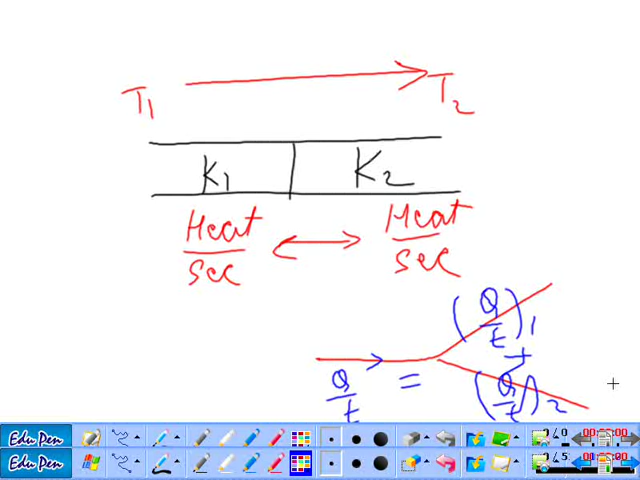 T1 T2
K1 K2
Heat/sec Heat/sec
(Q/t)1
+
Q/t = (Q/t)2
Edu Pen
Edu Pen